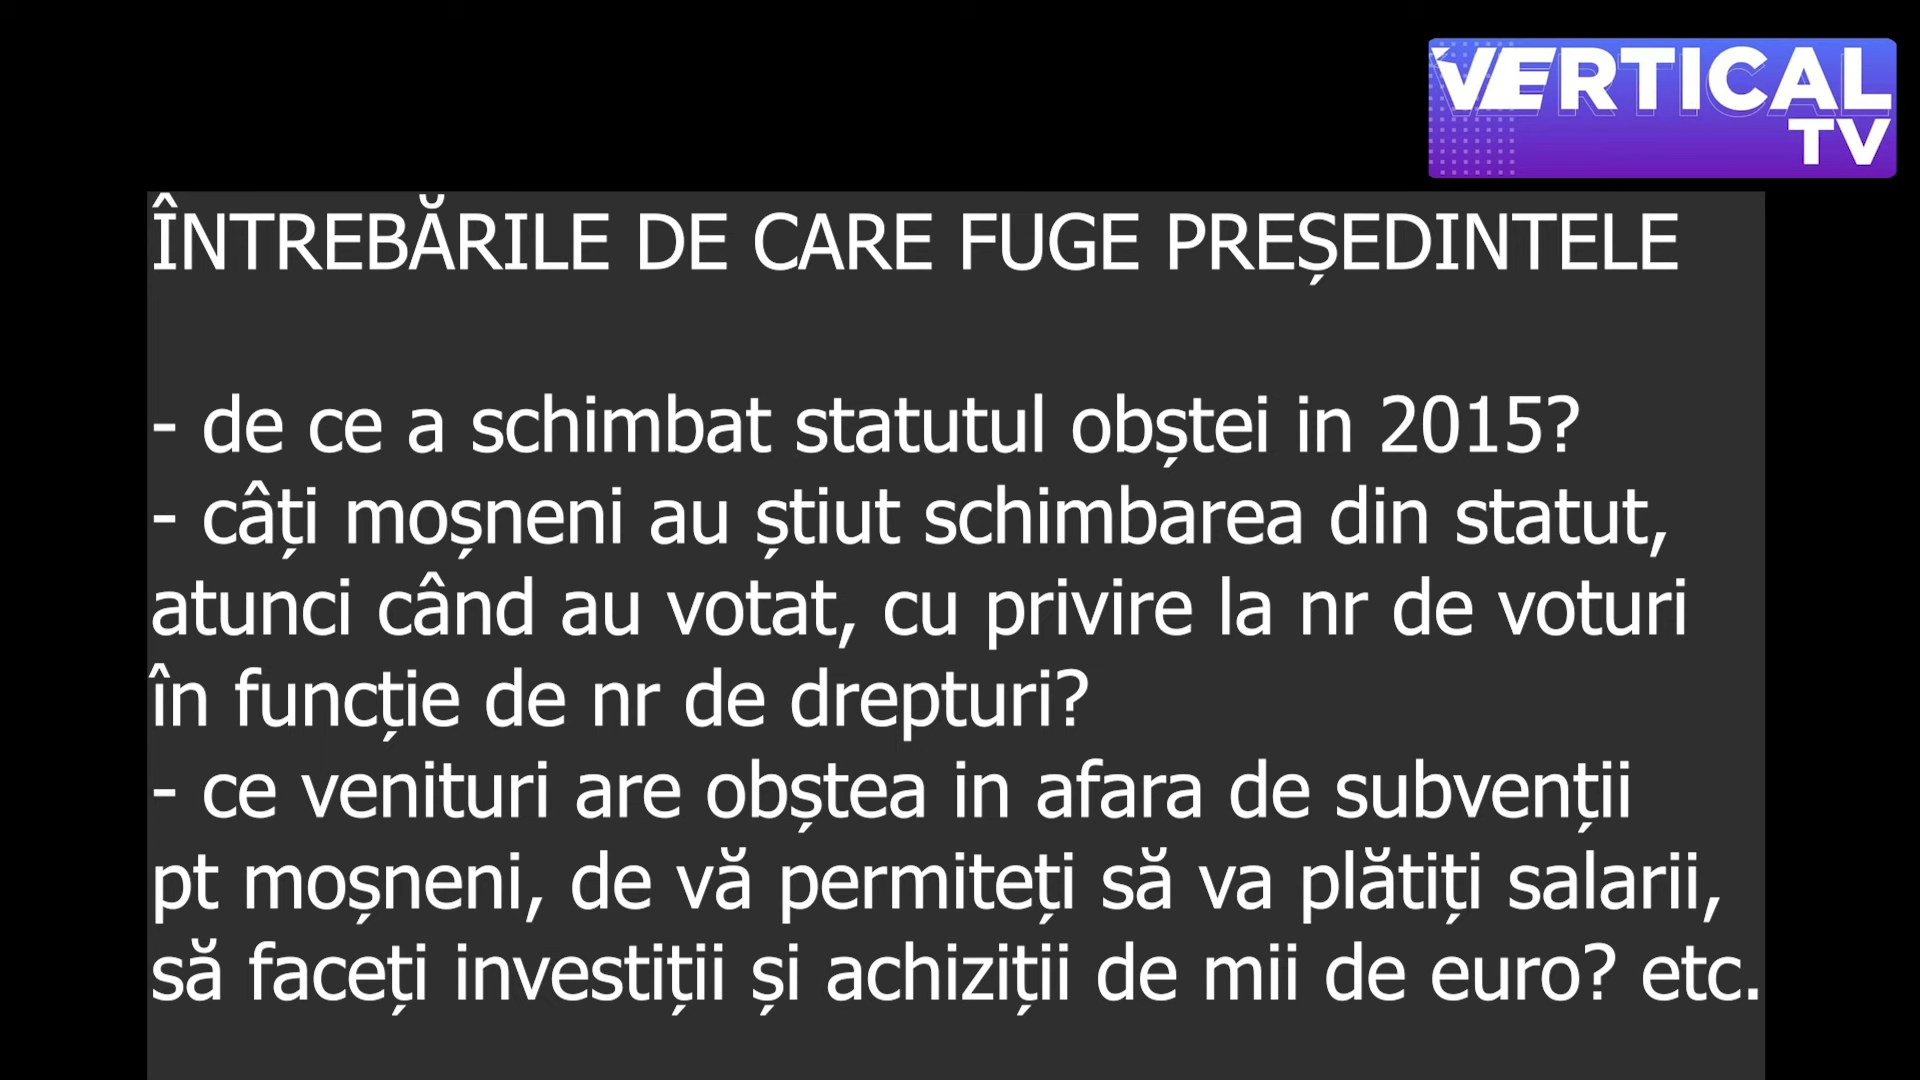 VERTICAL
TV
ÎNTREBĂRILE DE CARE FUGE PREȘEDINTELE
- de ce a schimbat statutul obștei in 2015?
- câți moșneni au știut schimbarea din statut,
atunci când au votat, cu privire la nr de voturi
în funcție de nr de drepturi?
- ce venituri are obștea in afara de subvenții
pt moșneni, de vă permiteți să va plătiți salarii,
să faceți investiții și achiziții de mii de euro? etc.